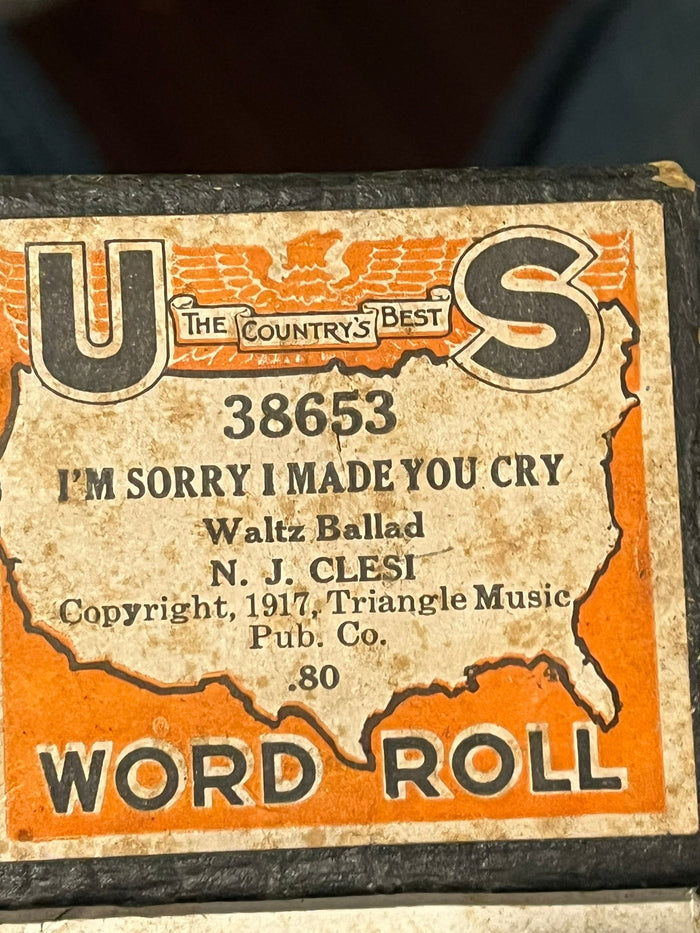 U S
THE COUNTRY'S BEST
38653
I'M SORRY I MADE YOU CRY
Waltz Ballad
N. J. CLESI
Copyright, 1917, Triangle Music
Pub. Co.
.80
WORD ROLL